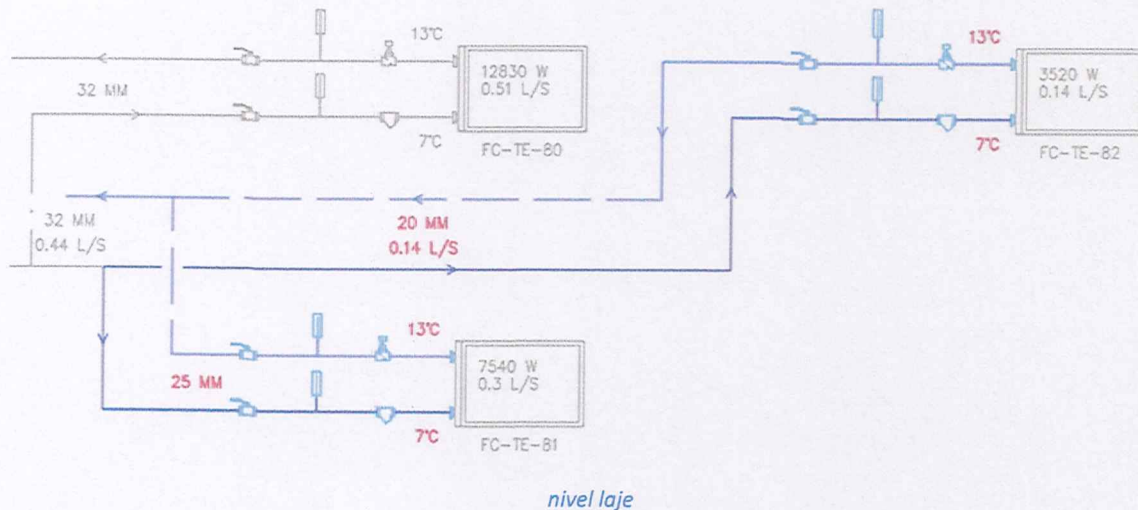 13°C
32 MM
12830 W
0.51 L/S
7°C
FC-TE-80
13°C
3520 W
0.14 L/S
7°C
FC-TE-82
32 MM
0.44 L/S
20 MM
0.14 L/S
13°C
25 MM
7540 W
0.3 L/S
7°C
FC-TE-81
nivel laje